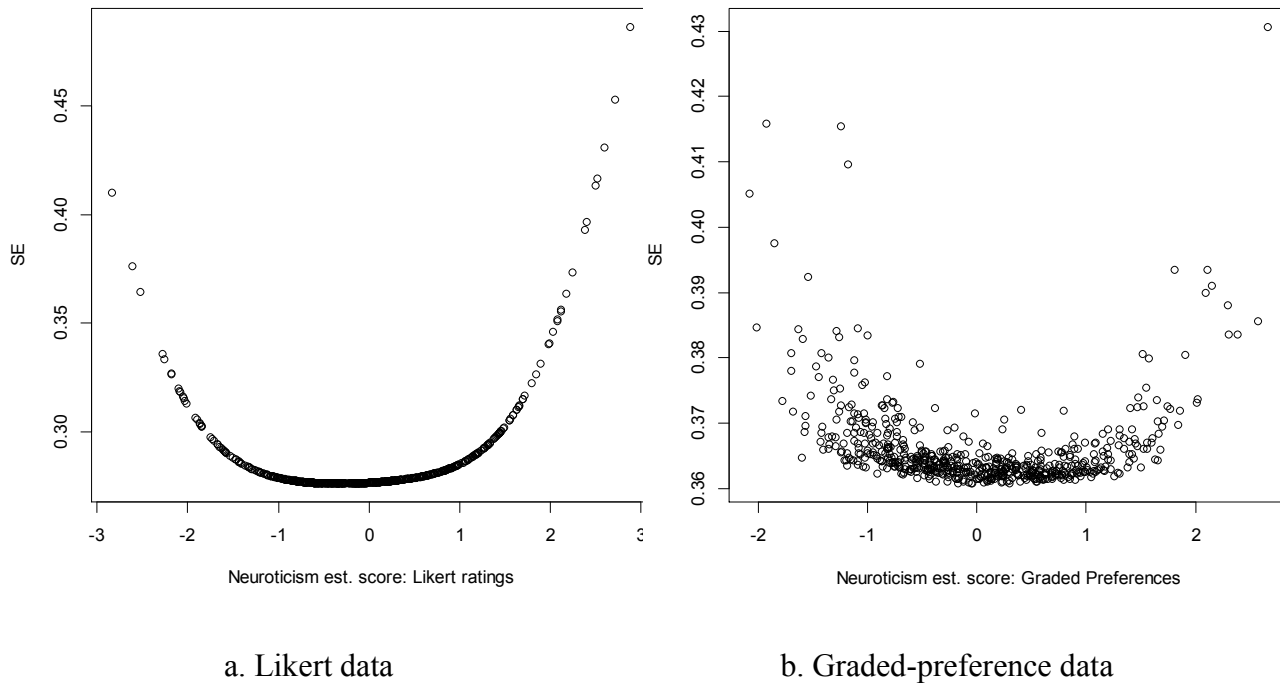 SE
0.45
0.40
0.35
0.30
-3 -2 -1 0 1 2 3
Neuroticism est. score: Likert ratings
a. Likert data
SE
0.43
0.42
0.41
0.40
0.39
0.38
0.37
0.36
-2 -1 0 1 2
Neuroticism est. score: Graded Preferences
b. Graded-preference data